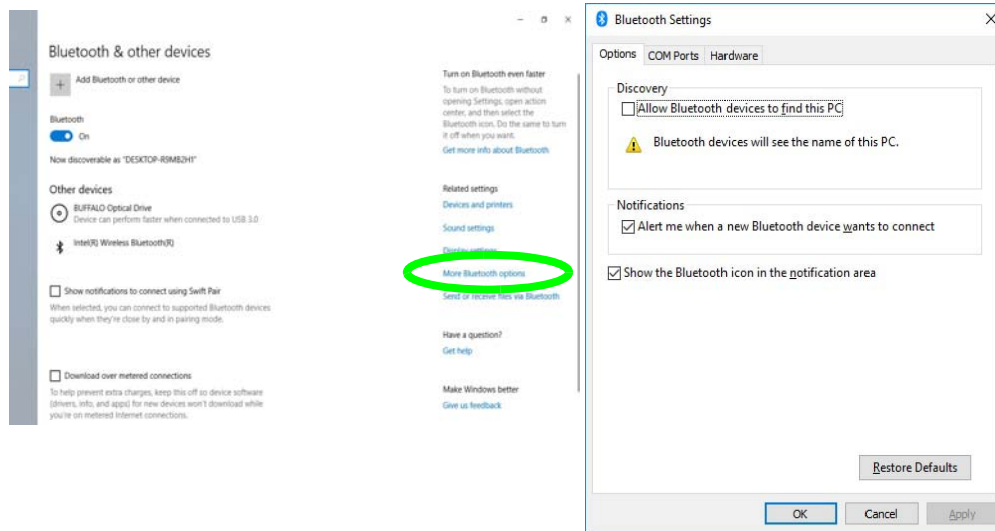 Bluetooth & other devices
Add Bluetooth or other device
Bluetooth
On
Now discoverable as "DESKTOP-R9MB2H1"
Other devices
BUFFALO Optical Drive
Device can perform faster when connected to USB 3.0
Intel(R) Wireless Bluetooth(R)
Show notifications to connect using Swift Pair
When selected, you can connect to supported Bluetooth devices
quickly when they're close by and in pairing mode.
Download over metered connections
To help prevent extra charges, keep this off so device software
(drivers, info, and apps) for new devices won't download while
you're on metered Internet connections.
Turn on Bluetooth even faster
To turn on Bluetooth without
opening Settings, open action
center, and then select the
Bluetooth icon. Do the same to turn
it off when you want.
Get more info about Bluetooth
Related settings
Devices and printers
Sound settings
Display settings
More Bluetooth options
Send or receive files via Bluetooth
Have a question?
Get help
Make Windows better
Give us feedback
Bluetooth Settings
Options COM Ports Hardware
Discovery
Allow Bluetooth devices to find this PC
Bluetooth devices will see the name of this PC.
Notifications
Alert me when a new Bluetooth device wants to connect
Show the Bluetooth icon in the notification area
Restore Defaults
OK Cancel Apply